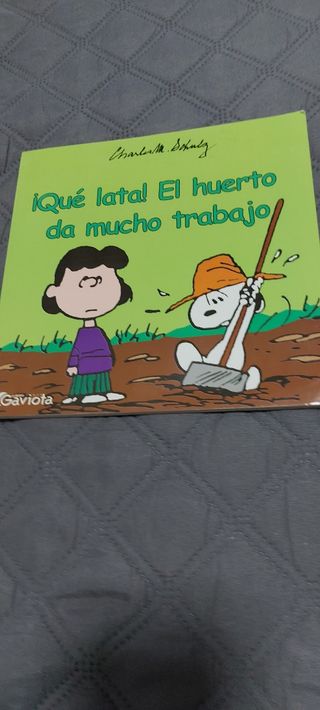 Charles M. Schulz
¡Qué lata! El huerto
da mucho trabajo
Gaviota